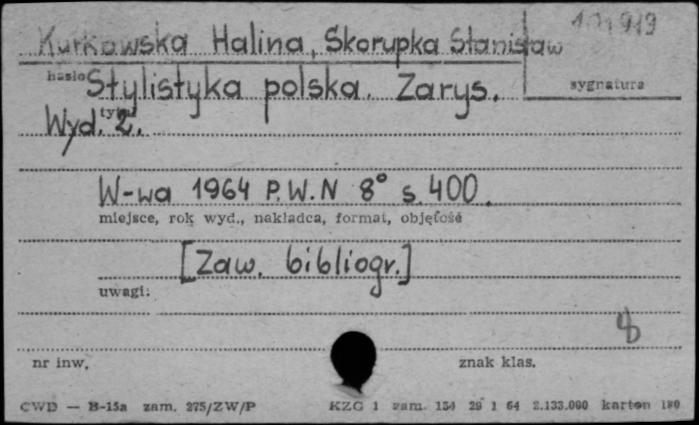 Kurkowska Halina, Skorupka Stanisław
hasło
sygnatura
Stylistyka polska. Zarys.
tytuł
Wyd. 2.
W-wa 1964 P.W.N 8° s. 400.
miejsce, rok wyd., nakładca, format, objętość
[Zaw. bibliogr.]
uwagi:
8
nr inw.
znak klas.
CWD — B-15a zam. 275/ZW/P
KZG 1 zam. 134 29 1 64 2.133.000 karton 180